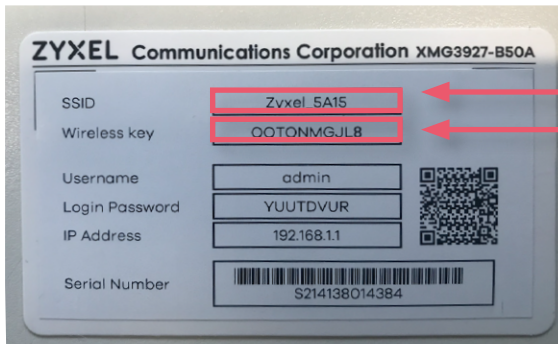 ZYXEL Communications Corporation XMG3927-B50A
SSID Zyxel_5A15
Wireless key OOTONMGJL8
Username admin
Login Password YUUTDVUR
IP Address 192.168.1.1
Serial Number S214138014384